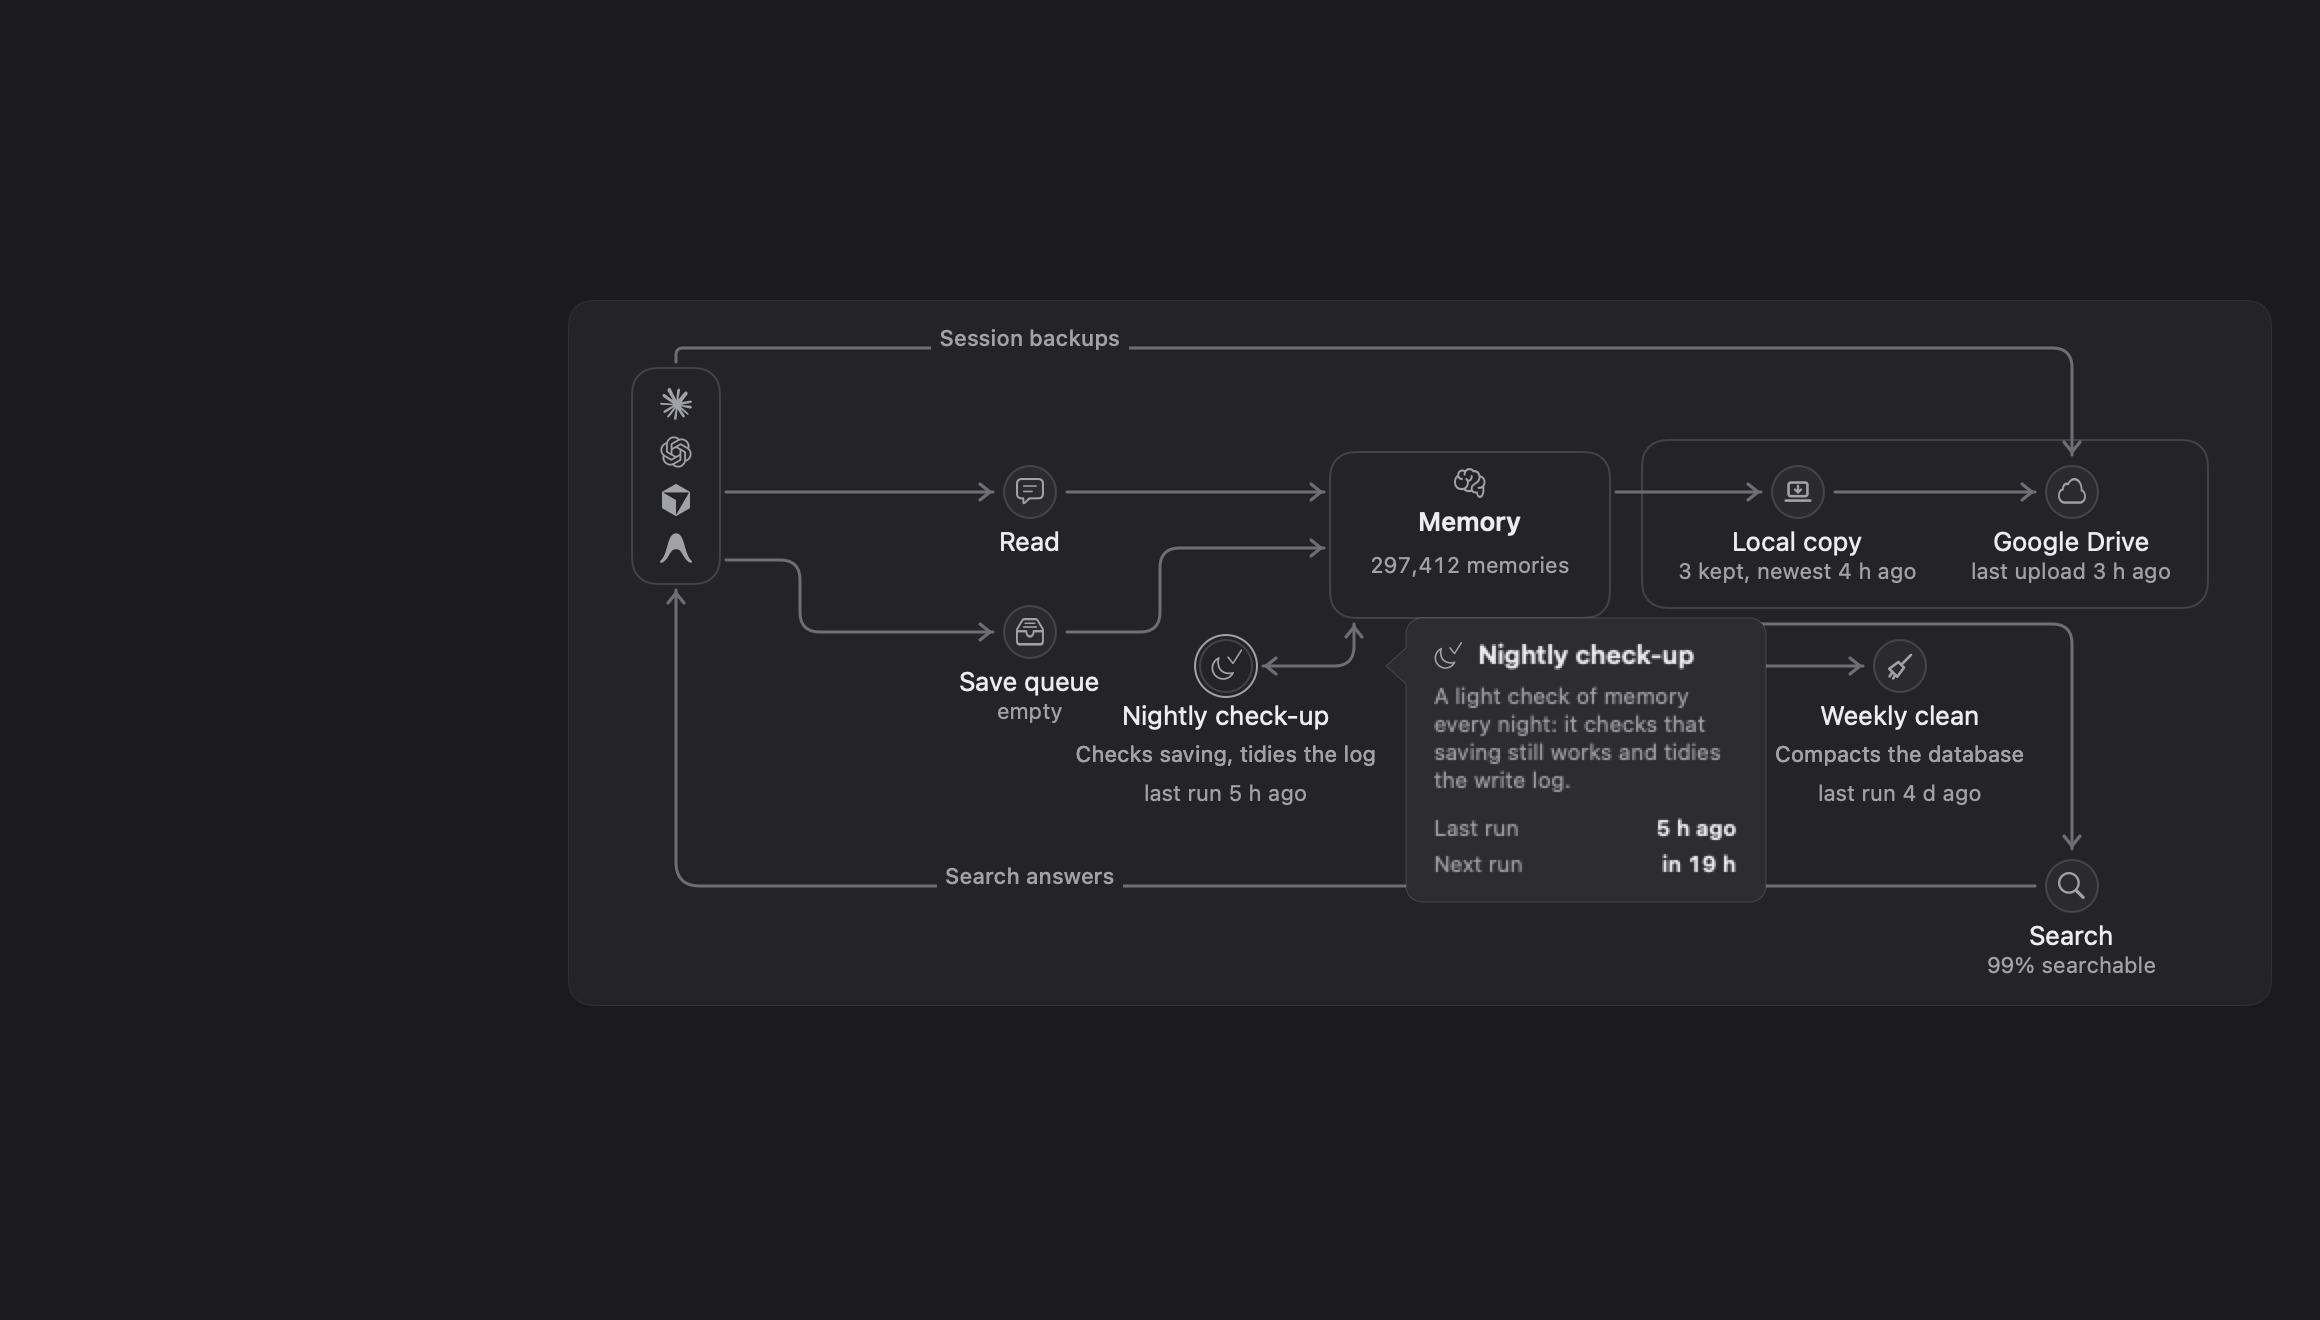 Session backups
Read
Memory
297,412 memories
Local copy
3 kept, newest 4 h ago
Google Drive
last upload 3 h ago
Save queue
empty
Nightly check-up
Checks saving, tidies the log
last run 5 h ago
Nightly check-up
A light check of memory
every night: it checks that
saving still works and tidies
the write log.
Last run 5 h ago
Next run in 19 h
Weekly clean
Compacts the database
last run 4 d ago
Search answers
Search
99% searchable